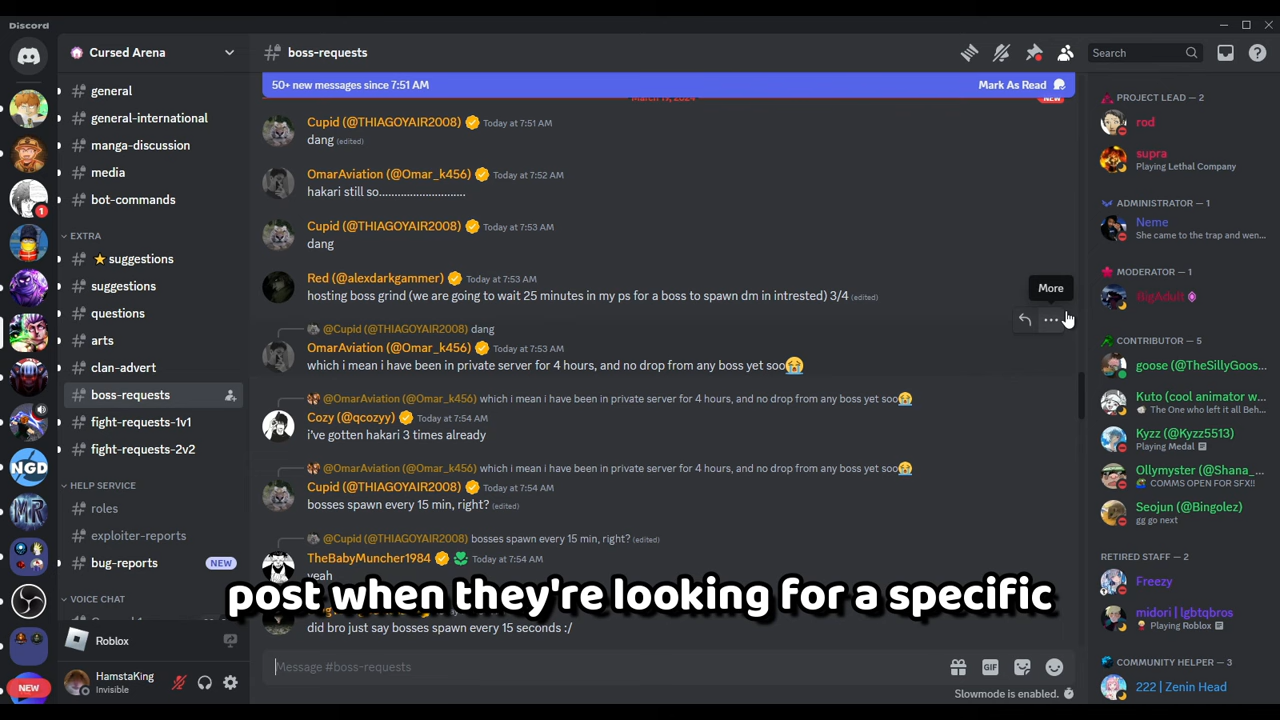 Discord
Cursed Arena
general
general-international
manga-discussion
media
bot-commands
EXTRA
⭐suggestions
suggestions
questions
arts
clan-advert
boss-requests
fight-requests-1v1
fight-requests-2v2
HELP SERVICE
roles
exploiter-reports
bug-reports NEW
VOICE CHAT
Roblox
HamstaKing
Invisible
NEW
1
NGD
MR
# boss-requests
Search
50+ new messages since 7:51 AM Mark As Read
March 17, 2024 NEW
Cupid (@THIAGOYAIR2008) Today at 7:51 AM
dang (edited)
OmarAviation (@Omar_k456) Today at 7:52 AM
hakari still so............................
Cupid (@THIAGOYAIR2008) Today at 7:53 AM
dang
Red (@alexdarkgammer) Today at 7:53 AM
hosting boss grind (we are going to wait 25 minutes in my ps for a boss to spawn dm in intrested) 3/4 (edited)
More
@Cupid (@THIAGOYAIR2008) dang
OmarAviation (@Omar_k456) Today at 7:53 AM
which i mean i have been in private server for 4 hours, and no drop from any boss yet soo😭
@OmarAviation (@Omar_k456) which i mean i have been in private server for 4 hours, and no drop from any boss yet soo😭
Cozy (@qcozyy) Today at 7:54 AM
i've gotten hakari 3 times already
@OmarAviation (@Omar_k456) which i mean i have been in private server for 4 hours, and no drop from any boss yet soo😭
Cupid (@THIAGOYAIR2008) Today at 7:54 AM
bosses spawn every 15 min, right? (edited)
@Cupid (@THIAGOYAIR2008) bosses spawn every 15 min, right? (edited)
TheBabyMuncher1984 Today at 7:54 AM
yeah
post when they're looking for a specific
did bro just say bosses spawn every 15 seconds :/
Message #boss-requests
GIF
Slowmode is enabled.
PROJECT LEAD — 2
rod
supra
Playing Lethal Company
ADMINISTRATOR — 1
Neme
She came to the trap and wen...
MODERATOR — 1
BigAdult
CONTRIBUTOR — 5
goose (@TheSillyGoos...
Kuto (cool animator w...
The One who left it all Beh...
Kyzz (@Kyzz5513)
Playing Medal
Ollymyster (@Shana_...
COMMS OPEN FOR SFX!!
Seojun (@Bingolez)
gg go next
RETIRED STAFF — 2
Freezy
midori | lgbtqbros
Playing Roblox
COMMUNITY HELPER — 3
222 | Zenin Head